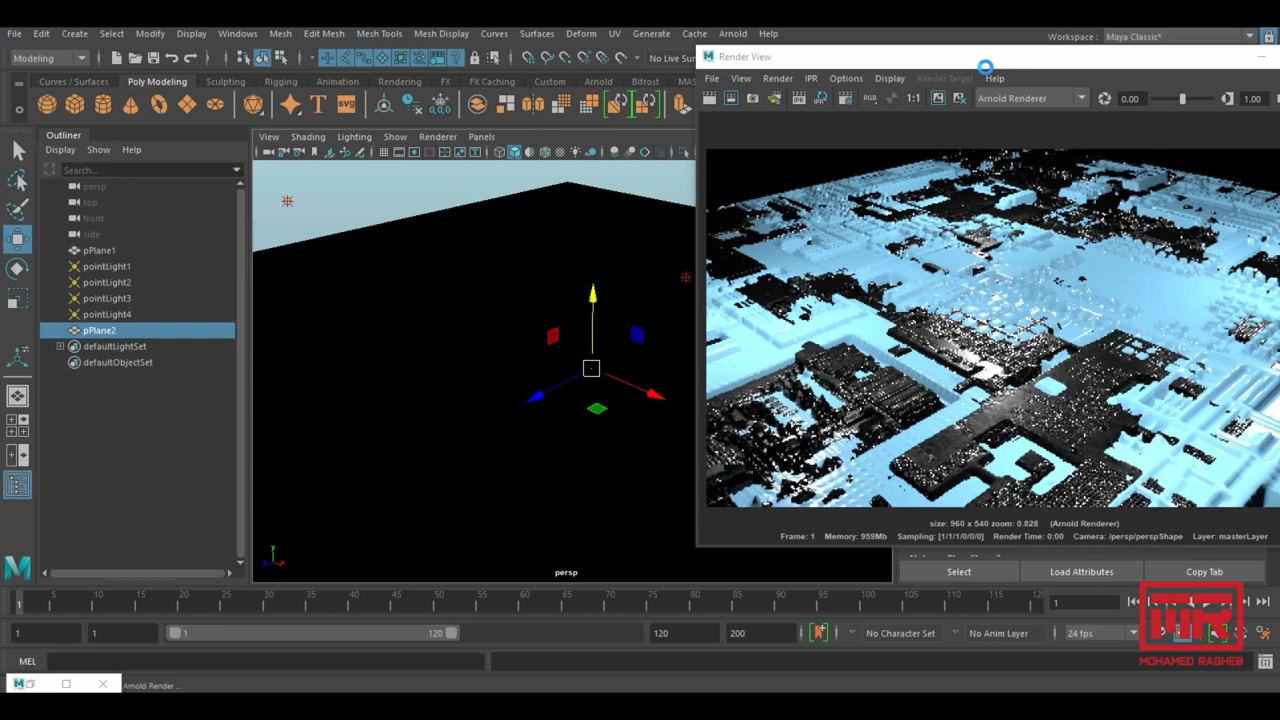 File Edit Create Select Modify Display Windows Mesh Edit Mesh Mesh Tools Mesh Display Curves Surfaces Deform UV Generate Cache Arnold Help
Workspace : Maya Classic*
Modeling
No Live Su
Render View
Curves / Surfaces Poly Modeling Sculpting Rigging Animation Rendering FX FX Caching Custom Arnold Bifrost MAS
File View Render IPR Options Display Render Target Help
RGB 1:1 Arnold Renderer 0.00 1.00
Outliner
Display Show Help
Search...
View Shading Lighting Show Renderer Panels
persp
top
front
side
pPlane1
pointLight1
pointLight2
pointLight3
pointLight4
pPlane2
defaultLightSet
defaultObjectSet
size: 960 x 540 zoom: 0.828 (Arnold Renderer)
Frame: 1 Memory: 959Mb Sampling: [1/1/1/0/0/0] Render Time: 0:00 Camera: /persp/perspShape Layer: masterLayer
y
persp
Select Load Attributes Copy Tab
1 5 10 15 20 25 30 35 40 45 50 55 60 65 70 75 80 85 90 95 100 105 110 115 120
1
1 1 1 120 120 200 No Character Set No Anim Layer 24 fps
MEL
MR
MOHAMED RAGHEB
Arnold Render ...